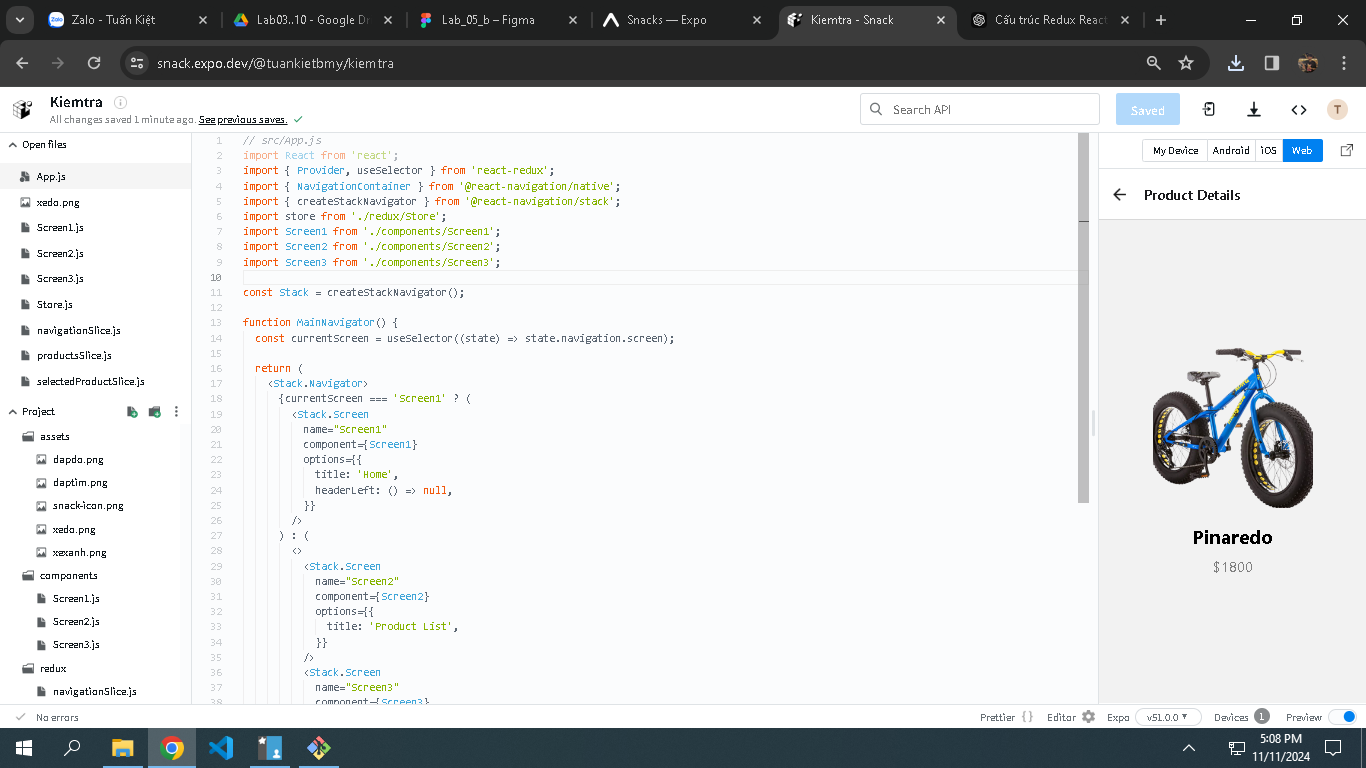 Zalo - Tuấn Kiệt
Lab03..10 - Google Dr
Lab_05_b – Figma
Snacks — Expo
Kiemtra - Snack
Cấu trúc Redux React
snack.expo.dev/@tuankietbmy/kiemtra
Kiemtra
All changes saved 1 minute ago. See previous saves.
Search API
Saved
T
Open files
App.js
xedo.png
Screen1.js
Screen2.js
Screen3.js
Store.js
navigationSlice.js
productsSlice.js
selectedProductSlice.js
Project
assets
dapdo.png
daptim.png
snack-icon.png
xedo.png
xexanh.png
components
Screen1.js
Screen2.js
Screen3.js
redux
navigationSlice.js
1 // src/App.js
2 import React from 'react';
3 import { Provider, useSelector } from 'react-redux';
4 import { NavigationContainer } from '@react-navigation/native';
5 import { createStackNavigator } from '@react-navigation/stack';
6 import store from './redux/Store';
7 import Screen1 from './components/Screen1';
8 import Screen2 from './components/Screen2';
9 import Screen3 from './components/Screen3';
10
11 const Stack = createStackNavigator();
12
13 function MainNavigator() {
14 const currentScreen = useSelector((state) => state.navigation.screen);
15
16 return (
17 <Stack.Navigator>
18 {currentScreen === 'Screen1' ? (
19 <Stack.Screen
20 name="Screen1"
21 component={Screen1}
22 options={{
23 title: 'Home',
24 headerLeft: () => null,
25 }}
26 />
27 ) : (
28 <>
29 <Stack.Screen
30 name="Screen2"
31 component={Screen2}
32 options={{
33 title: 'Product List',
34 }}
35 />
36 <Stack.Screen
37 name="Screen3"
38 component={Screen3}
My Device
Android
iOS
Web
Product Details
Pinaredo
$1800
No errors
Prettier { }
Editor
Expo
v51.0.0
Devices 1
Preview
5:08 PM
11/11/2024